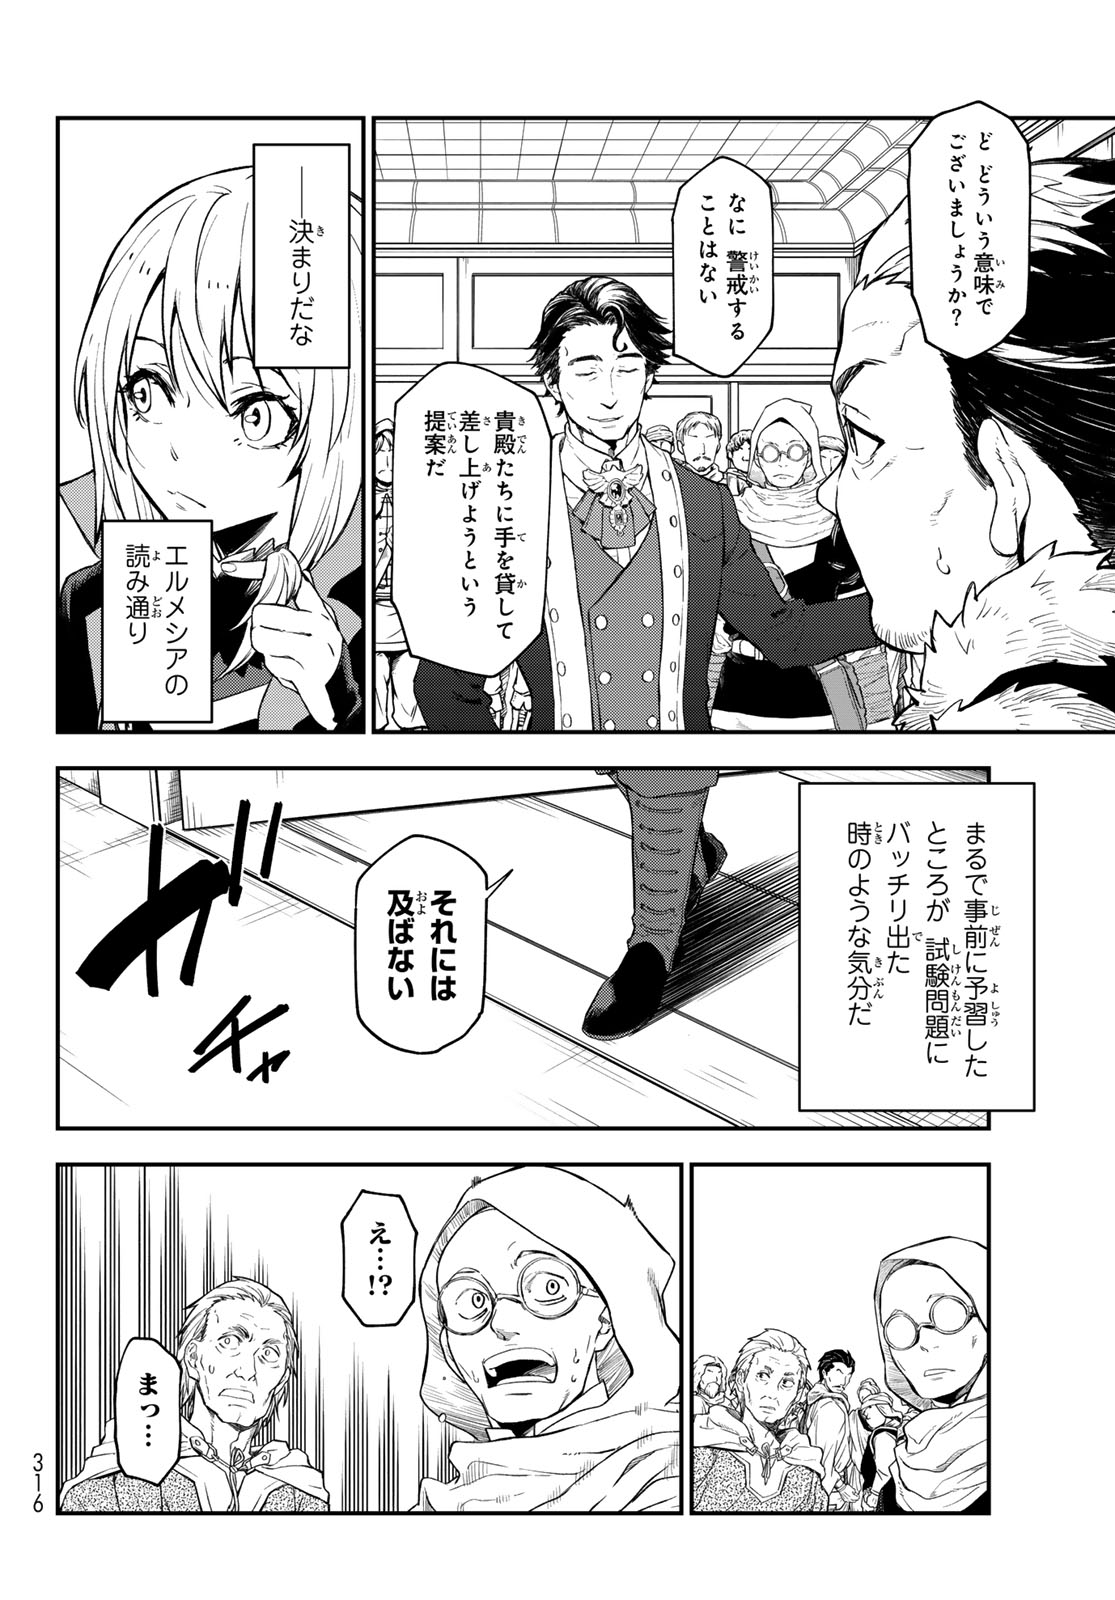 ど どういう意味で
ございましょうか?
なに 警戒する
ことはない
貴殿たちに手を貸して
差し上げようという
提案だ
──決まりだな
エルメシアの
読み通り
まるで事前に予習した
ところが 試験問題に
バッチリ出た
時のような気分だ
それには
及ばない
ガチャ
え…!?
まっ…
316